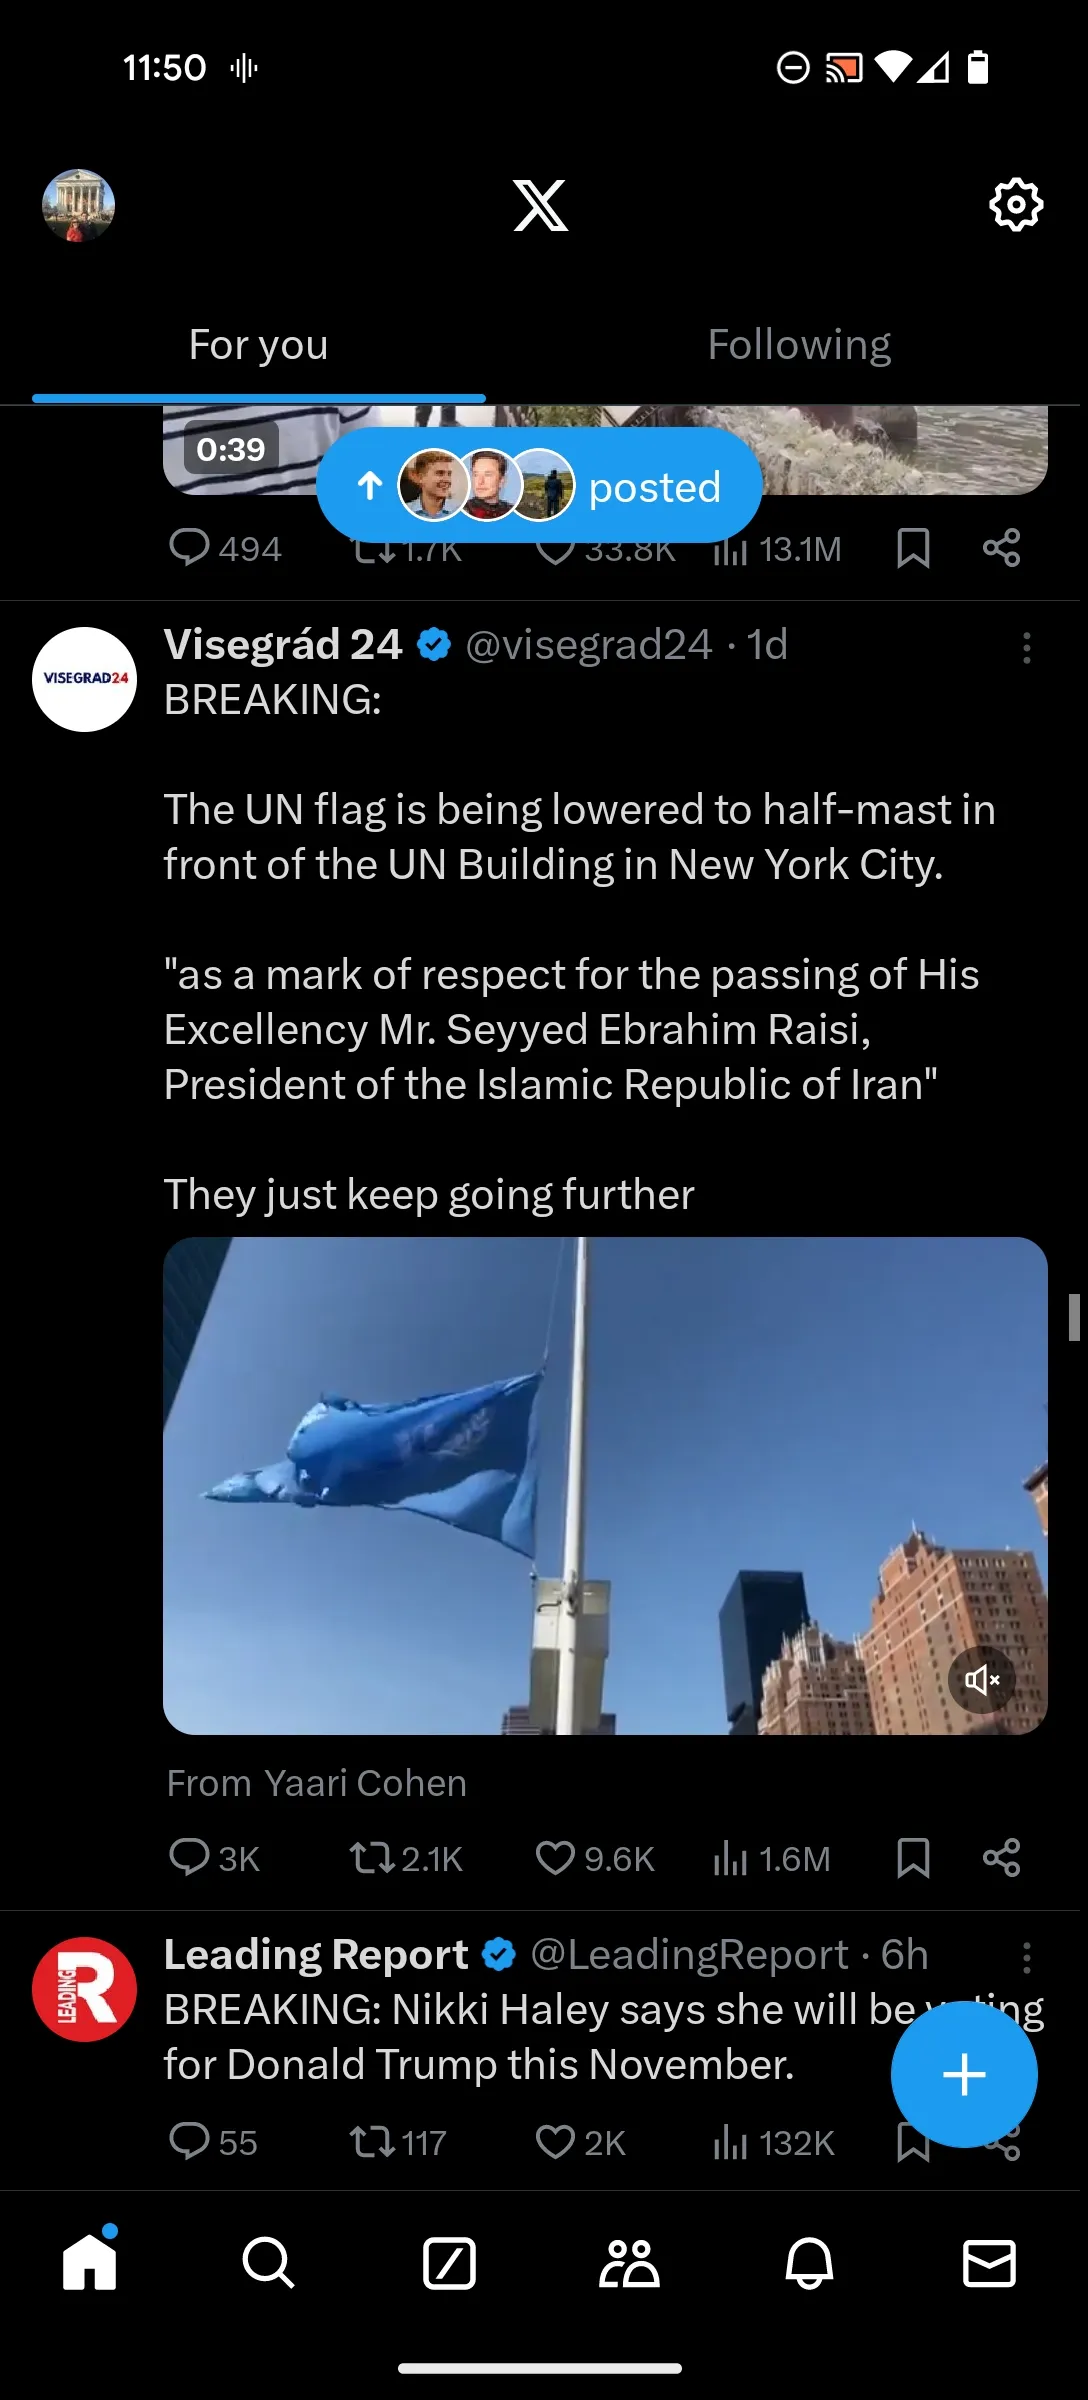 11:50
For you
Following
0:39
posted
494 1.7K 33.8K 13.1M
VISEGRAD24
Visegrád 24 @visegrad24 · 1d
BREAKING:
The UN flag is being lowered to half-mast in
front of the UN Building in New York City.
"as a mark of respect for the passing of His
Excellency Mr. Seyyed Ebrahim Raisi,
President of the Islamic Republic of Iran"
They just keep going further
From Yaari Cohen
3K 2.1K 9.6K 1.6M
LEADING R
Leading Report @LeadingReport · 6h
BREAKING: Nikki Haley says she will be voting
for Donald Trump this November.
55 117 2K 132K